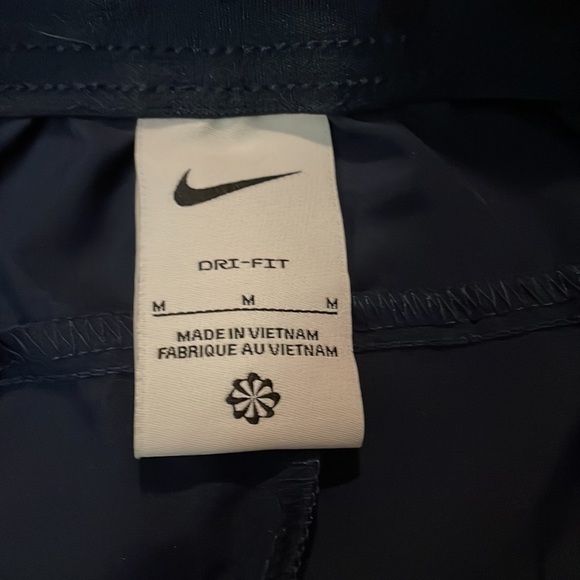 DRI-FIT
M M M
MADE IN VIETNAM
FABRIQUE AU VIETNAM